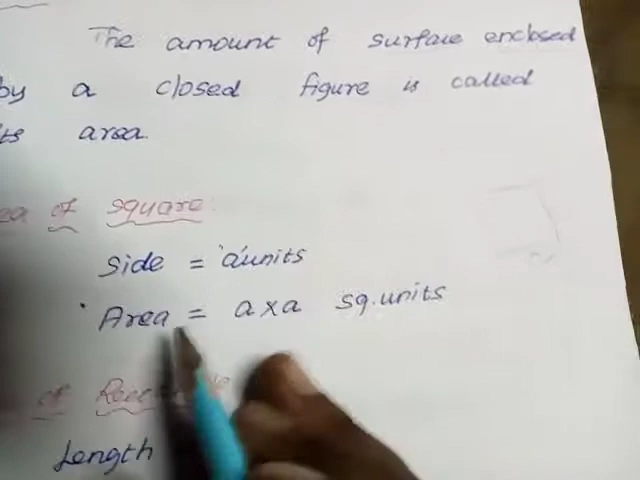 The amount of surface enclosed
by a closed figure is called
its area.
of square:
Side = 'a' units
Area = a x a sq.units
of
Length